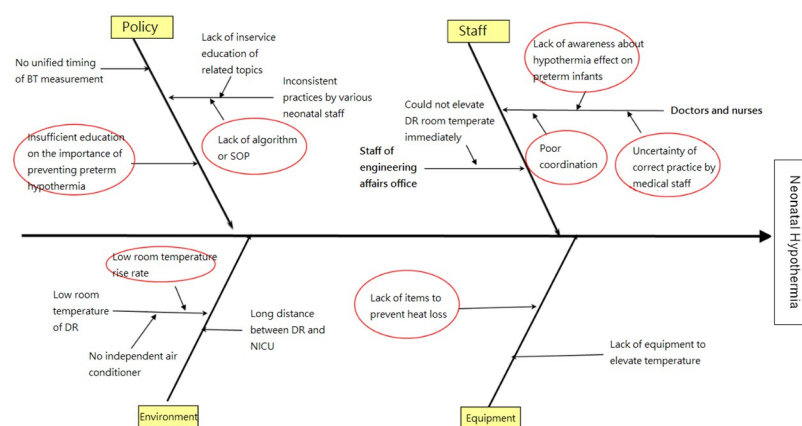 Policy
Staff
Lack of inservice
education of
related topics
No unified timing
of BT measurement
Inconsistent
practices by various
neonatal staff
Lack of algorithm
or SOP
Insufficient education
on the importance of
preventing preterm
hypothermia
Lack of awareness about
hypothermia effect on
preterm infants
Could not elevate
DR room temperate
immediately
Doctors and nurses
Staff of
engineering
affairs office
Poor
coordination
Uncertainty of
correct practice by
medical staff
Neonatal Hypothermia
Low room temperature
rise rate
Low room
temperature
of DR
No independent air
conditioner
Long distance
between DR and
NICU
Lack of items to
prevent heat loss
Lack of equipment to
elevate temperature
Environment
Equipment